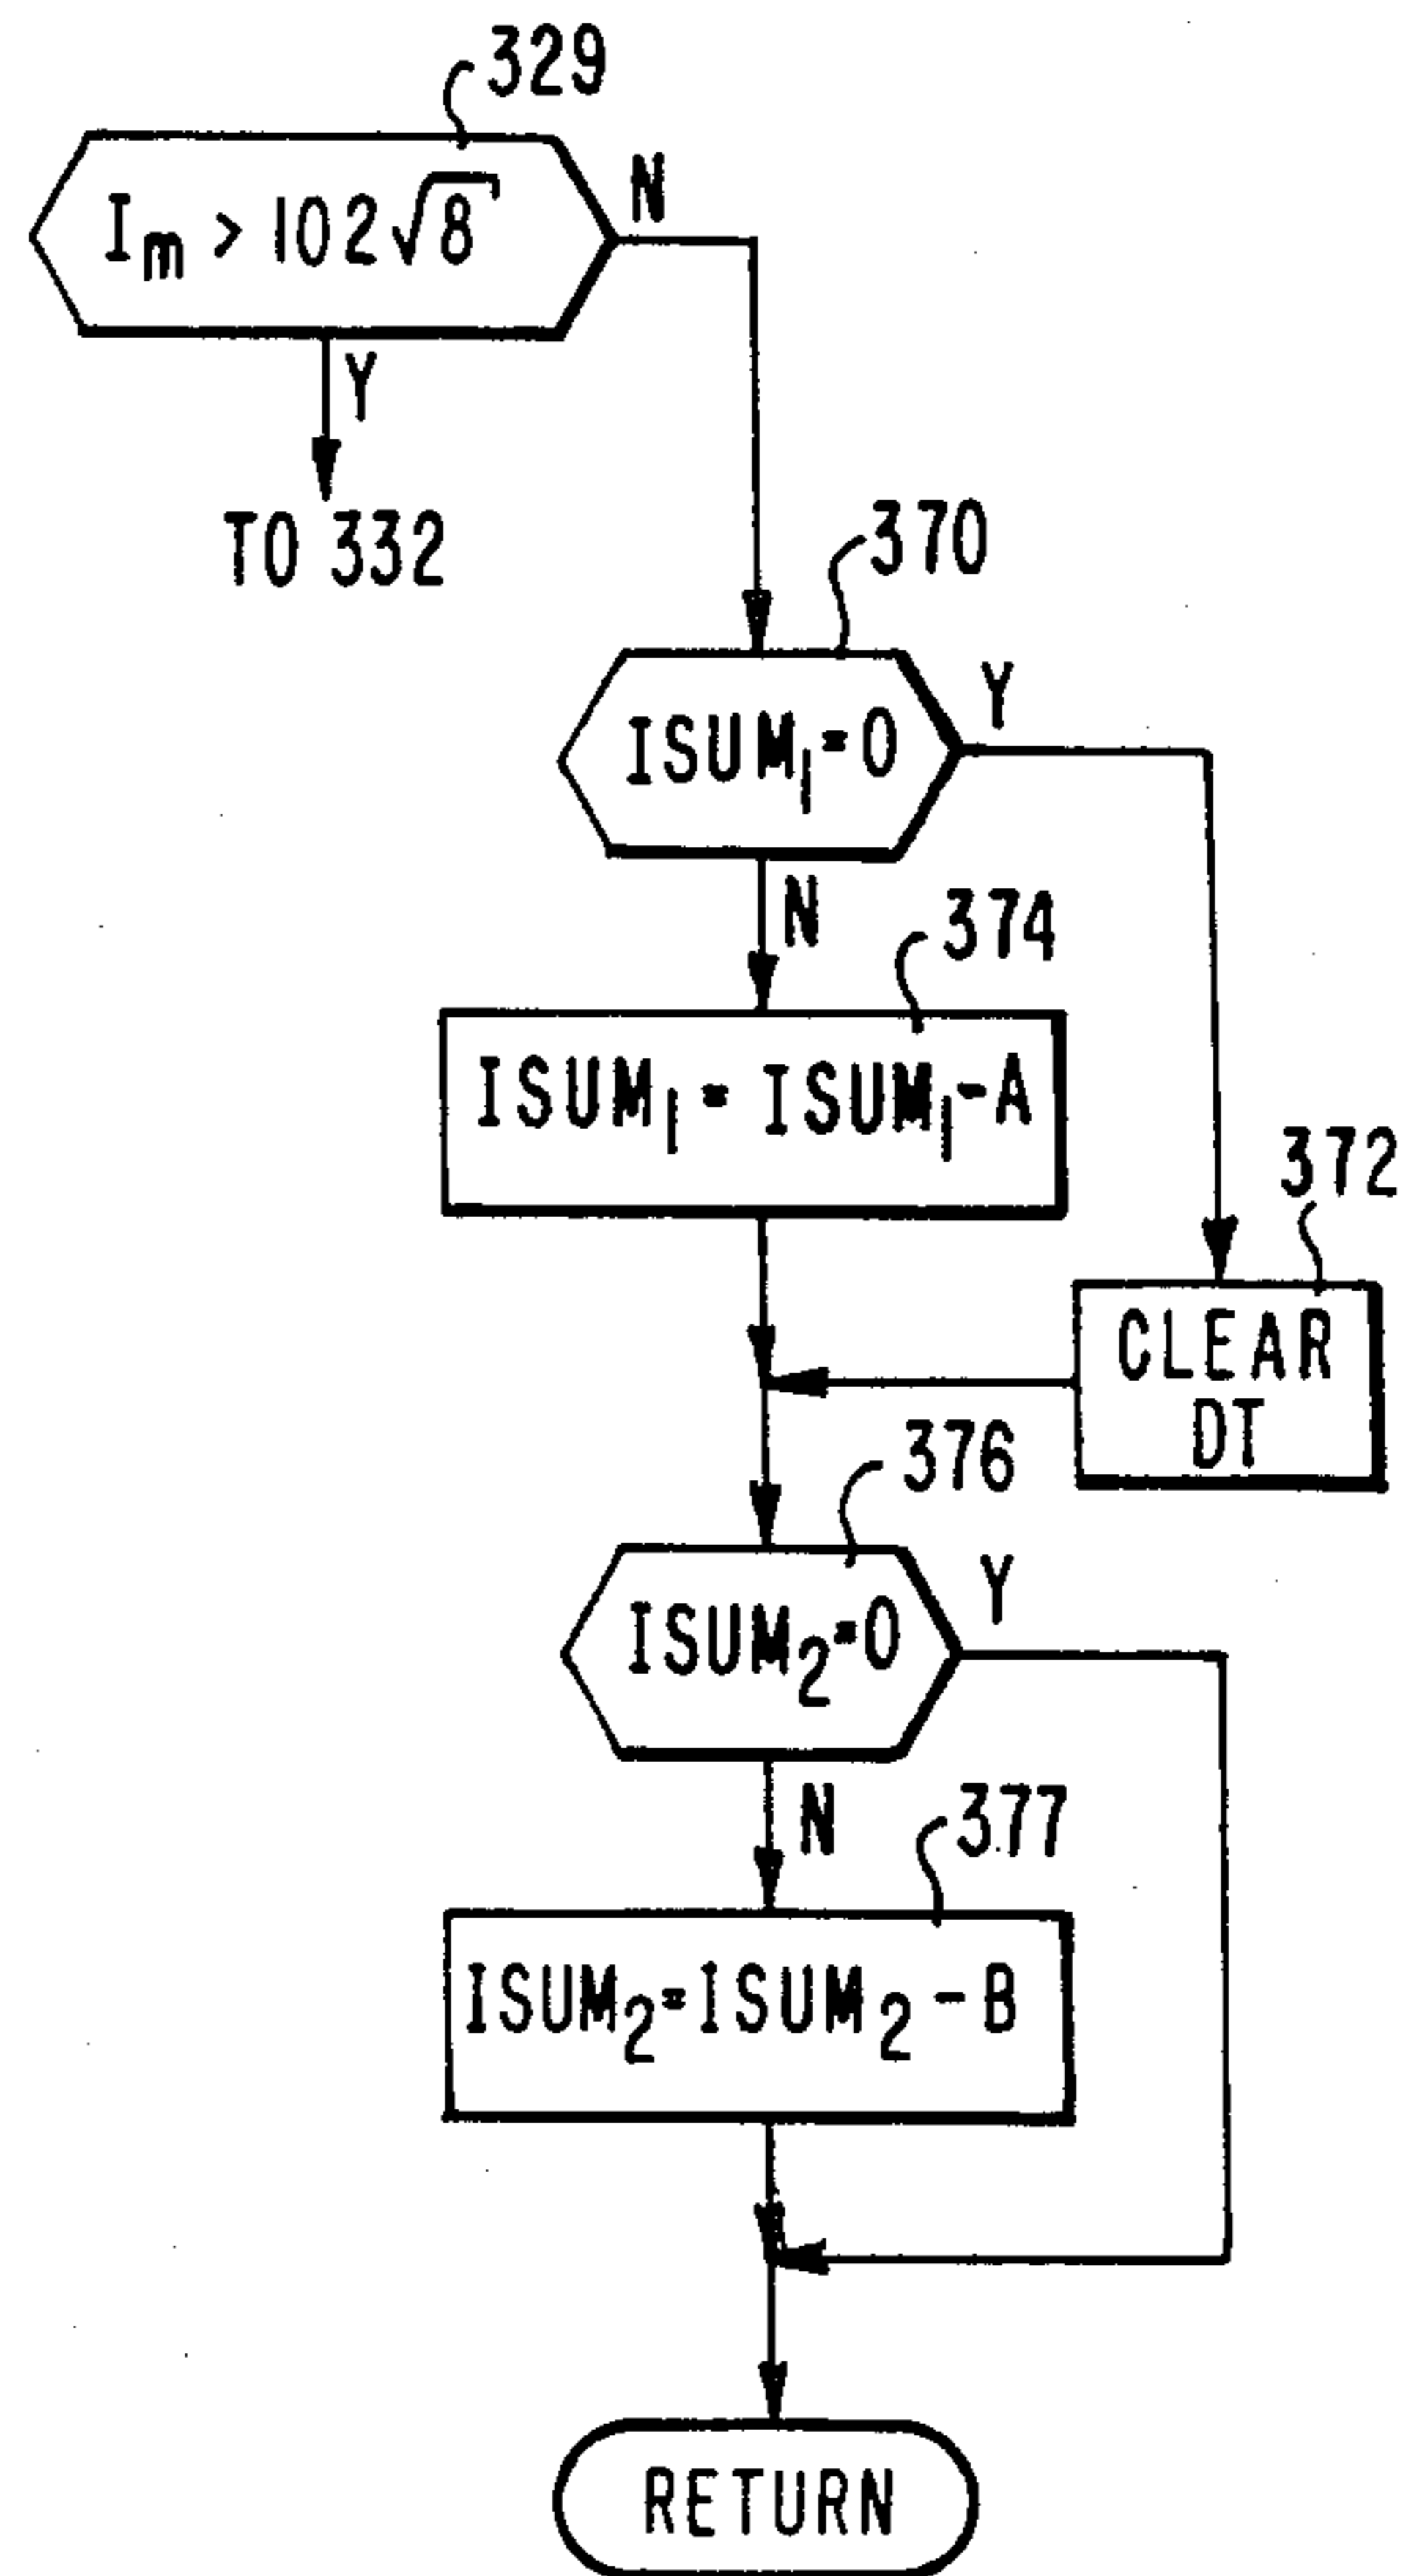 329
Iₘ > 102√8
N
Y
TO 332
370
ISUM₁=0
Y
N
374
ISUM₁ = ISUM₁-A
372
CLEAR
DT
376
ISUM₂=0
Y
N
377
ISUM₂=ISUM₂-B
RETURN